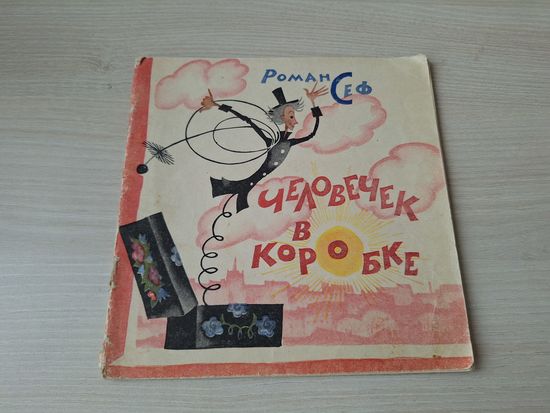 Роман Сеф
Человечек
в
коробке